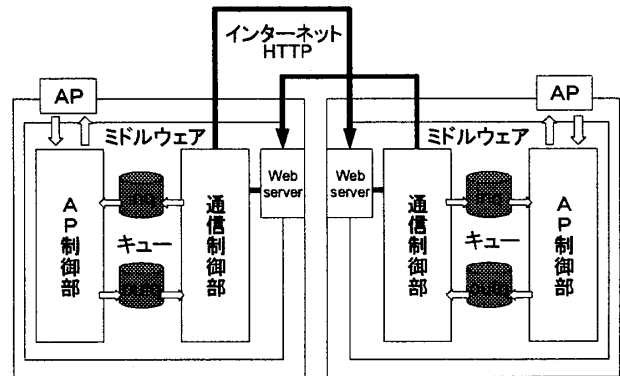 インターネット
HTTP
AP
ミドルウェア
AP制御部
inq
キュー
outq
通信制御部
Web
server
Web
server
AP
ミドルウェア
通信制御部
inq
キュー
outq
AP制御部